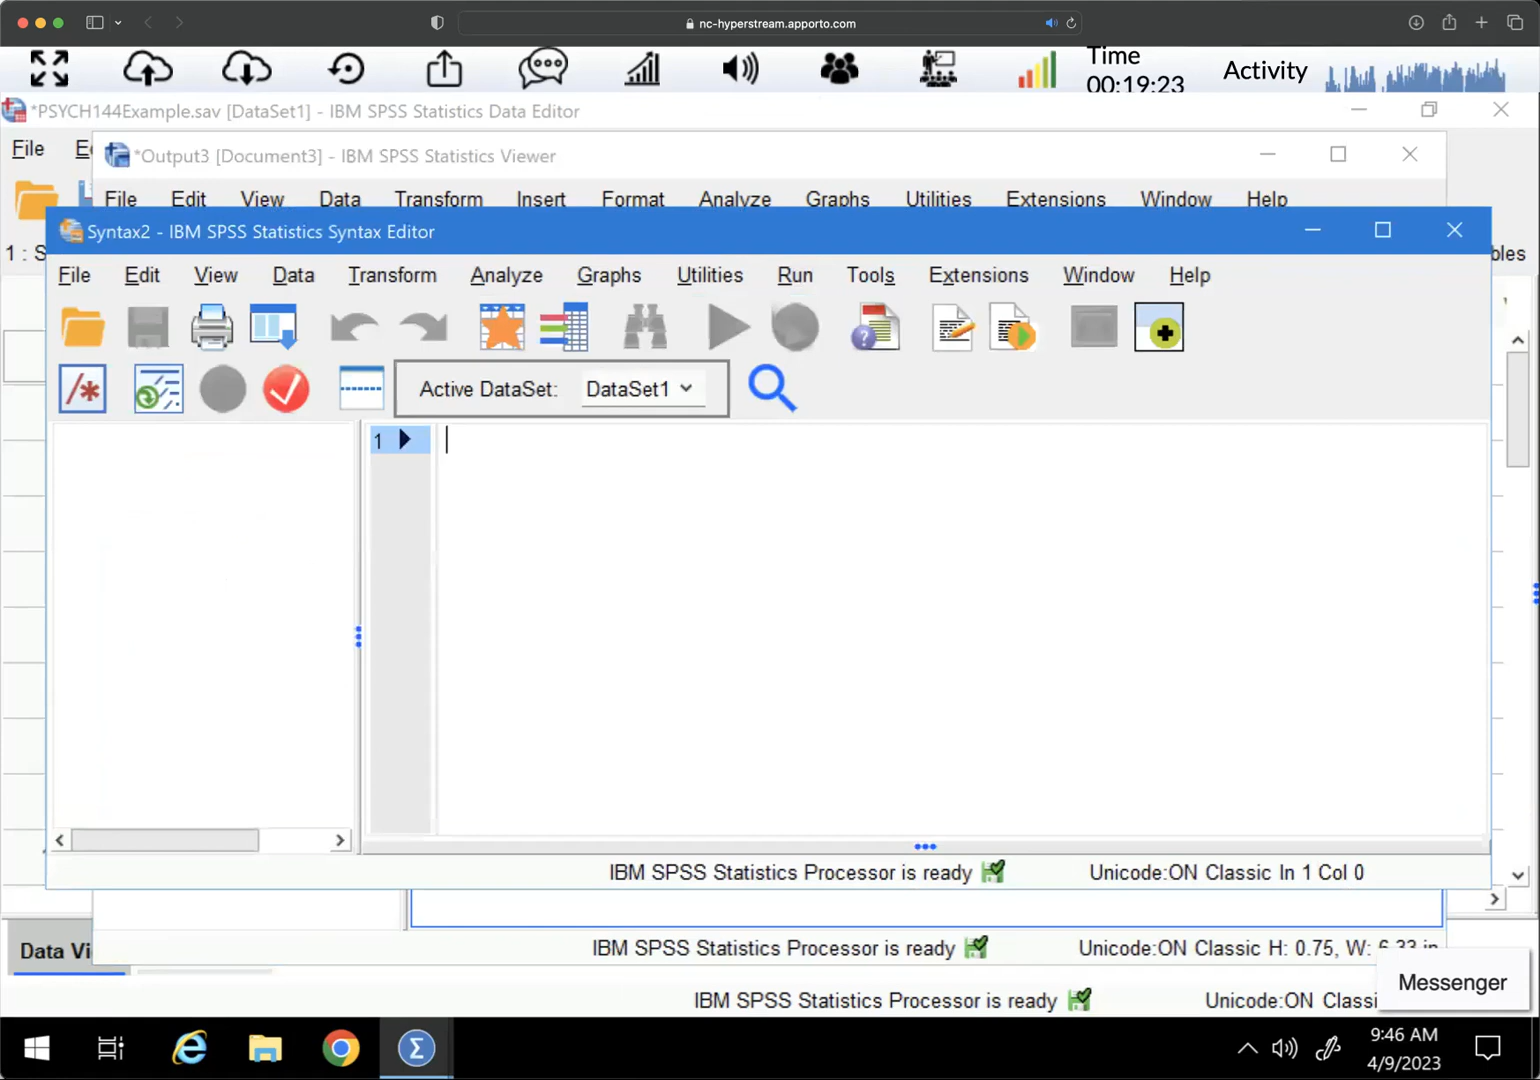 nc-hyperstream.apporto.com
Time
00:19:23
Activity
*PSYCH144Example.sav [DataSet1] - IBM SPSS Statistics Data Editor
File
*Output3 [Document3] - IBM SPSS Statistics Viewer
File Edit View Data Transform Insert Format Analyze Graphs Utilities Extensions Window Help
Syntax2 - IBM SPSS Statistics Syntax Editor
1 : S
bles
File Edit View Data Transform Analyze Graphs Utilities Run Tools Extensions Window Help
Active DataSet: DataSet1
1
IBM SPSS Statistics Processor is ready Unicode:ON Classic In 1 Col 0
Data Vi
IBM SPSS Statistics Processor is ready Unicode:ON Classic H: 0.75, W: 6.33 in
Messenger
IBM SPSS Statistics Processor is ready Unicode:ON Classi
9:46 AM
4/9/2023